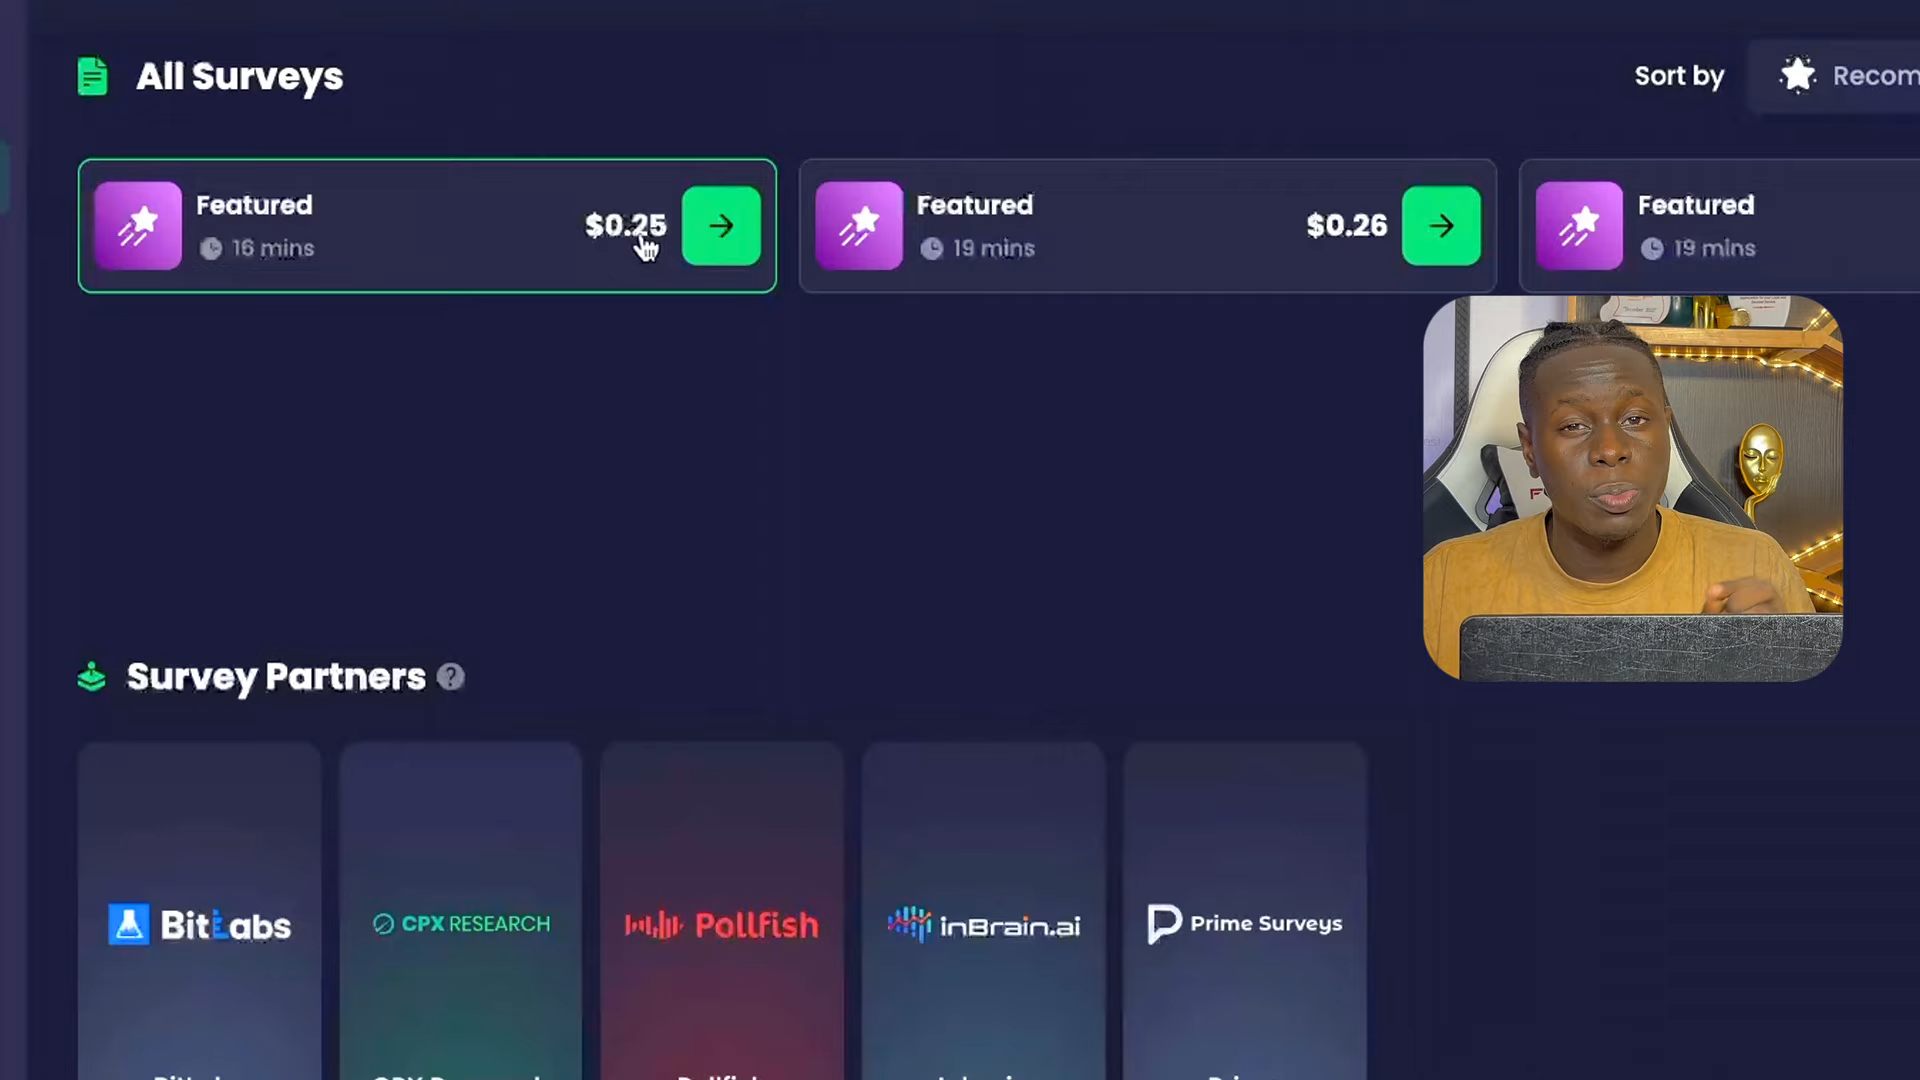 All Surveys
Sort by
Recom
Featured
16 mins
$0.25
Featured
19 mins
$0.26
Featured
19 mins
Survey Partners
BitLabs
CPX RESEARCH
Pollfish
inBrain.ai
Prime Surveys